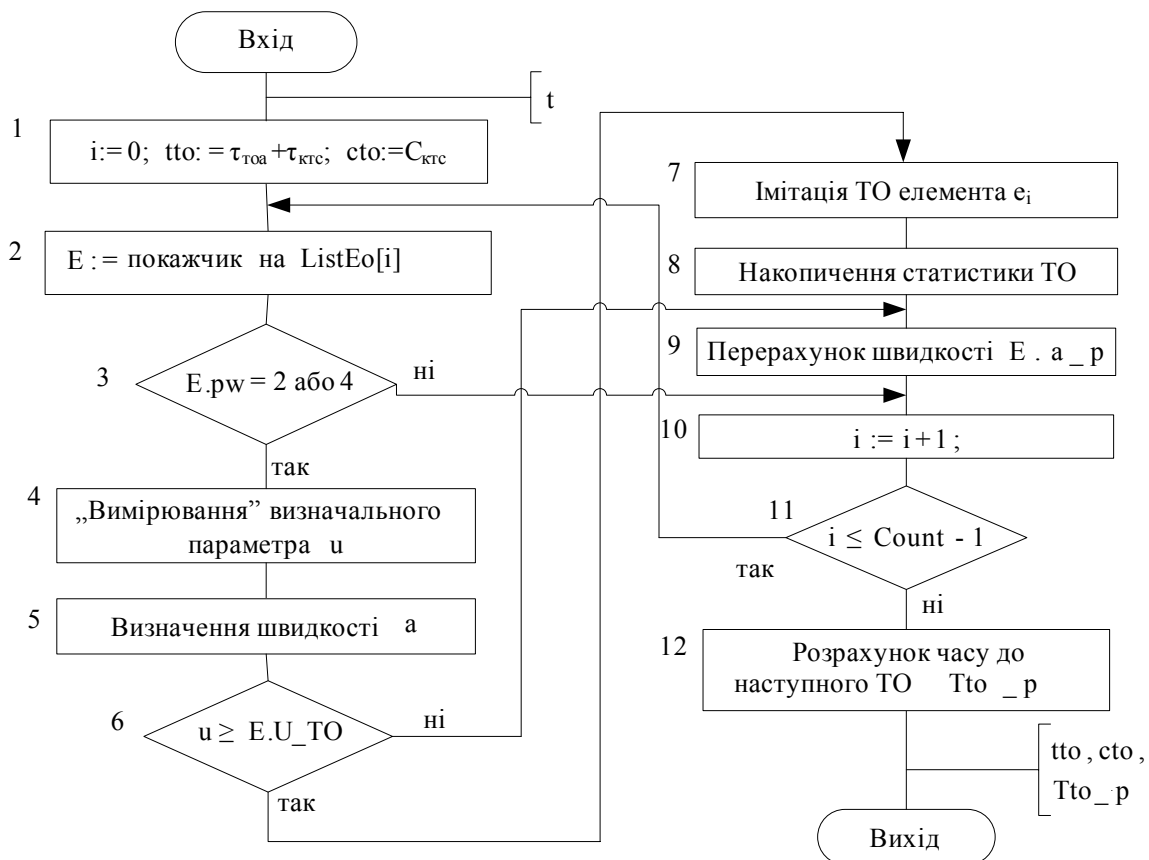 Вхід
t
1
i:= 0; tto: = τтоа+τктс; cto:=Сктс
2
E := покажчик на ListEo[i]
3
E.pw = 2 або 4
ні
так
4
„Вимірювання” визначального
параметра u
5
Визначення швидкості a
6
u ≥ E.U_TO
ні
так
7
Імітація ТО елемента ei
8
Накопичення статистики ТО
9
Перерахунок швидкості E . a _ p
10
i := i+1 ;
11
i ≤ Count - 1
так
ні
12
Розрахунок часу до
наступного ТО Tto _ p
tto , cto ,
Tto _ p
Вихід